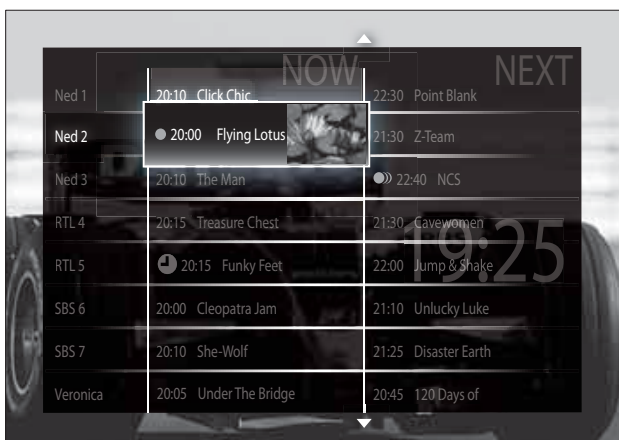 NOW NEXT
Ned 1 20:10 Click Chic 22:30 Point Blank
Ned 2 20:00 Flying Lotus 21:30 Z-Team
Ned 3 20:10 The Man 22:40 NCS
RTL 4 20:15 Treasure Chest 21:30 Cavewomen
19:25
RTL 5 20:15 Funky Feet 22:00 Jump & Shake
SBS 6 20:00 Cleopatra Jam 21:10 Unlucky Luke
SBS 7 20:10 She-Wolf 21:25 Disaster Earth
Veronica 20:05 Under The Bridge 20:45 120 Days of